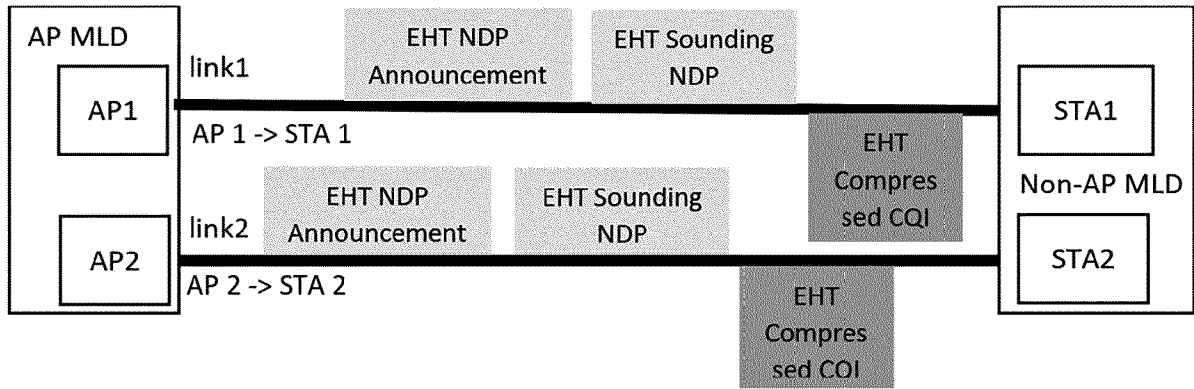 AP MLD
link1
EHT NDP
Announcement
EHT Sounding
NDP
AP1
STA1
AP 1 -> STA 1
EHT
Compres
sed CQI
Non-AP MLD
EHT NDP
Announcement
EHT Sounding
NDP
link2
AP2
STA2
AP 2 -> STA 2
EHT
Compres
sed CQI